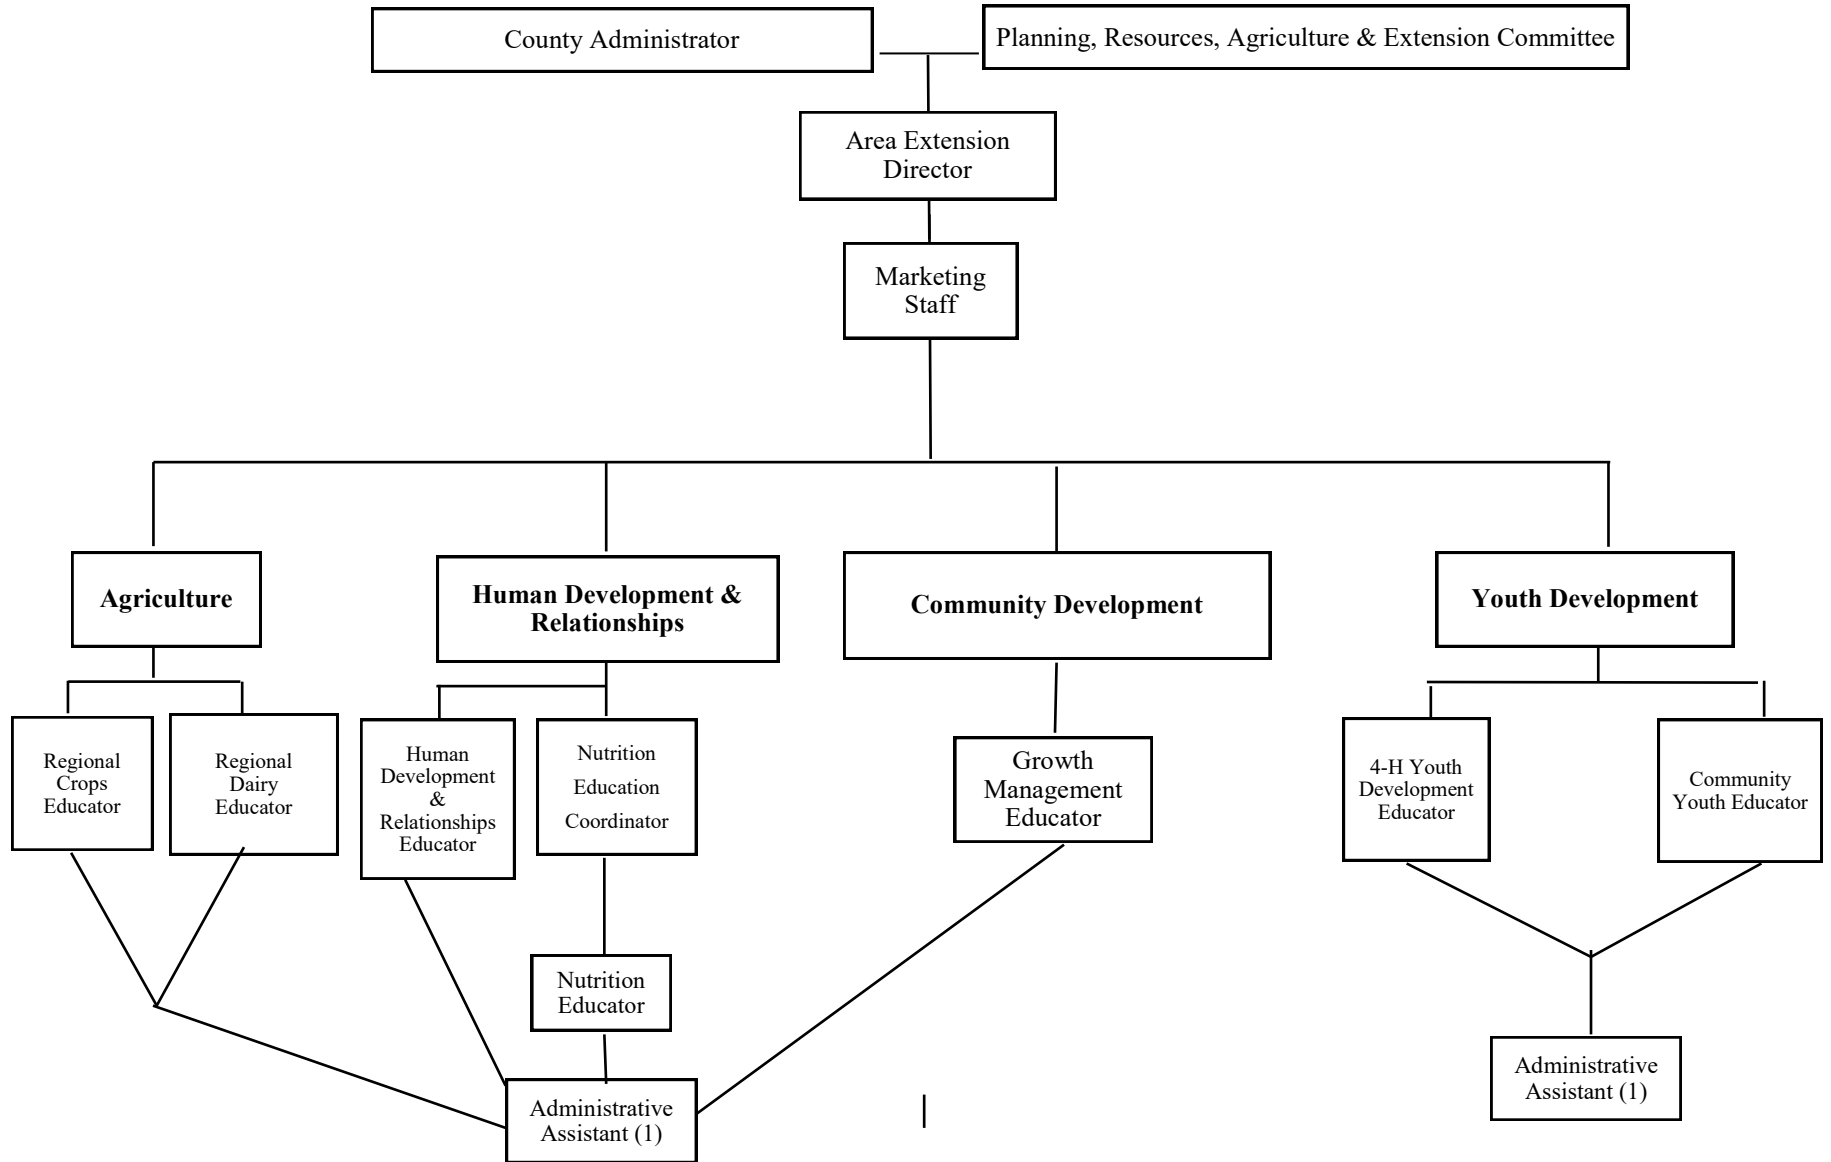 County Administrator
Planning, Resources, Agriculture & Extension Committee
Area Extension
Director
Marketing
Staff
Agriculture
Human Development &
Relationships
Community Development
Youth Development
Regional
Crops
Educator
Regional
Dairy
Educator
Human
Development
&
Relationships
Educator
Nutrition
Education
Coordinator
Growth
Management
Educator
4-H Youth
Development
Educator
Community
Youth Educator
Nutrition
Educator
Administrative
Assistant (1)
Administrative
Assistant (1)